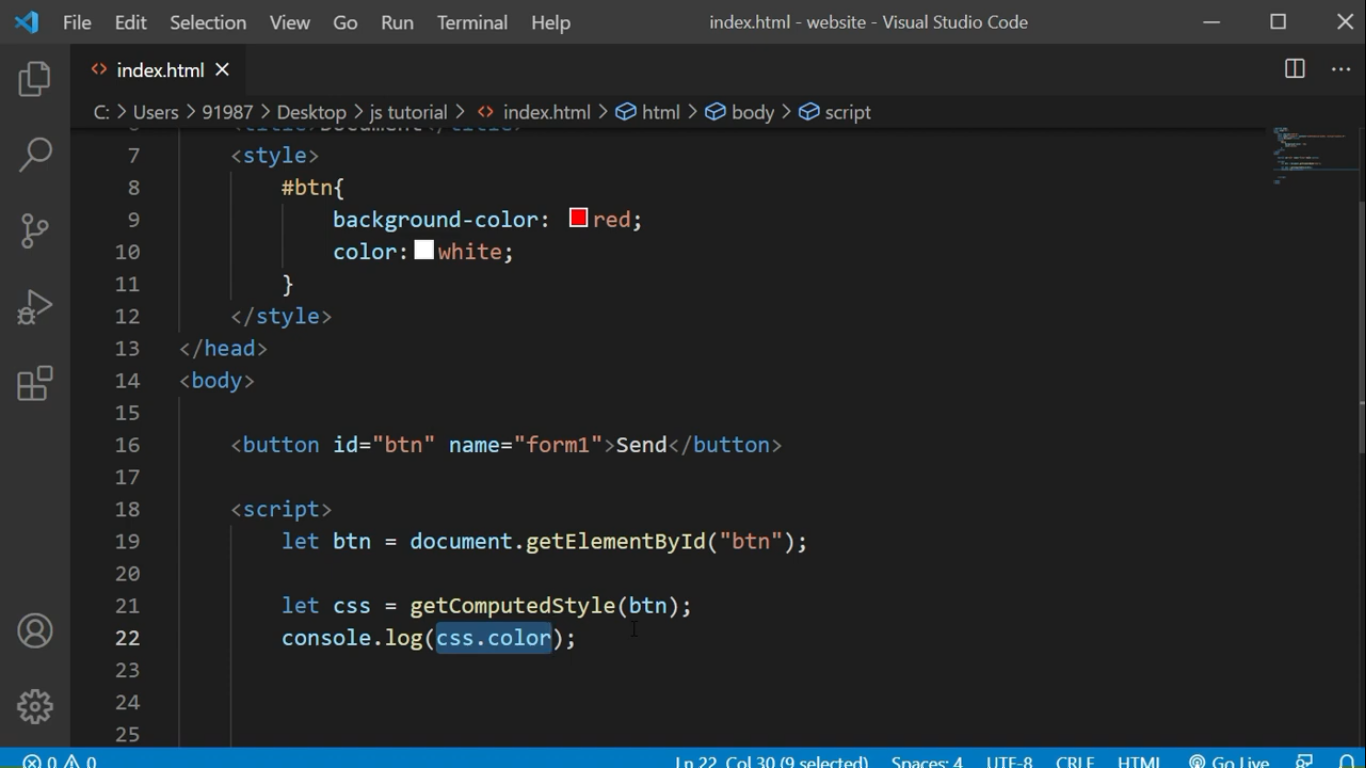 File Edit Selection View Go Run Terminal Help index.html - website - Visual Studio Code
index.html
C: > Users > 91987 > Desktop > js tutorial > index.html > html > body > script
<title>Document</title>
7 <style>
8 #btn{
9 background-color: red;
10 color: white;
11 }
12 </style>
13 </head>
14 <body>
15
16 <button id="btn" name="form1">Send</button>
17
18 <script>
19 let btn = document.getElementById("btn");
20
21 let css = getComputedStyle(btn);
22 console.log(css.color);
23
24
25
0 0 Ln 22, Col 30 (9 selected) Spaces: 4 UTF-8 CRLF HTML Go Live